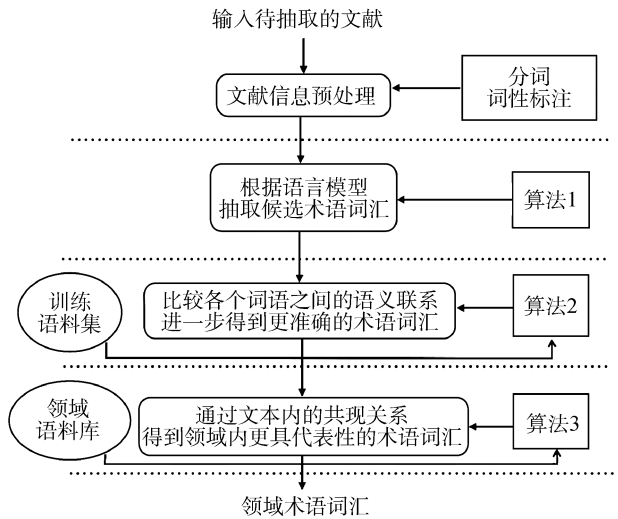 输入待抽取的文献
文献信息预处理
分词
词性标注
根据语言模型
抽取候选术语词汇
算法1
训练
语料集
比较各个词语之间的语义联系
进一步得到更准确的术语词汇
算法2
领域
语料库
通过文本内的共现关系
得到领域内更具代表性的术语词汇
算法3
领域术语词汇